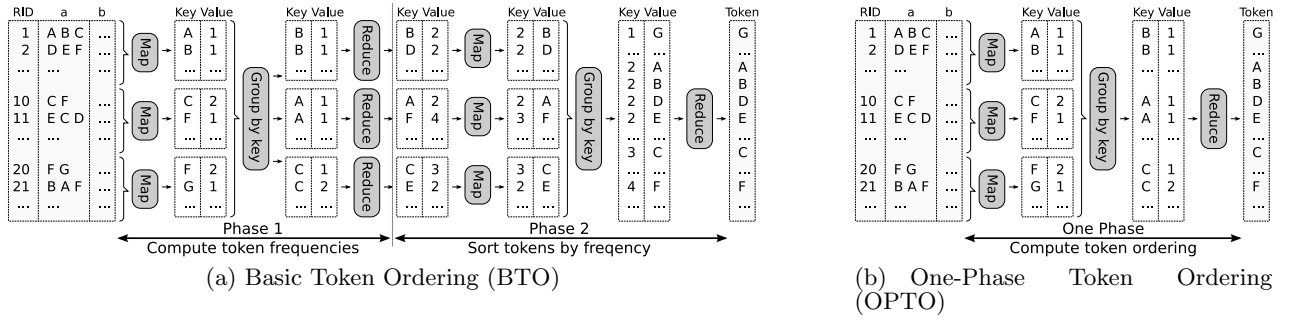 RID a b Key Value Key Value Key Value Key Value Key Value Token
1 A B C ... A 1 B 1 B 2 2 B 1 G G
2 D E F ... B 1 B 1 D 2 2 D ... ...
... ... ... ... ... ... ... ... ... 2 A A
Map Reduce Map
2 B B
10 C F ... C 2 A 1 A 2 2 A 2 D D
11 E C D ... F 1 A 1 F 4 3 F 2 E E
... ... ... ... ... ... ... ... ... ... ... ...
Map Group by key Reduce Map Group by key Reduce
3 C C
20 F G ... F 2 C 1 C 3 3 C ... ...
21 B A F ... G 1 C 2 E 2 2 E 4 F F
... ... ... ... ... ... ... ... ... ... ... ...
Map Reduce Map
Phase 1 Phase 2
Compute token frequencies Sort tokens by freqency
(a) Basic Token Ordering (BTO)
RID a b Key Value Key Value Token
1 A B C ... A 1 B 1 G
2 D E F ... B 1 B 1 ...
... ... ... ... ... ... A
Map
B
10 C F ... C 2 A 1 D
11 E C D ... F 1 A 1 E
... ... ... ... ... ... ...
Map Group by key Reduce
C
20 F G ... F 2 C 1 ...
21 B A F ... G 1 C 2 F
... ... ... ... ... ... ...
Map
One Phase
Compute token ordering
(b) One-Phase Token Ordering
(OPTO)